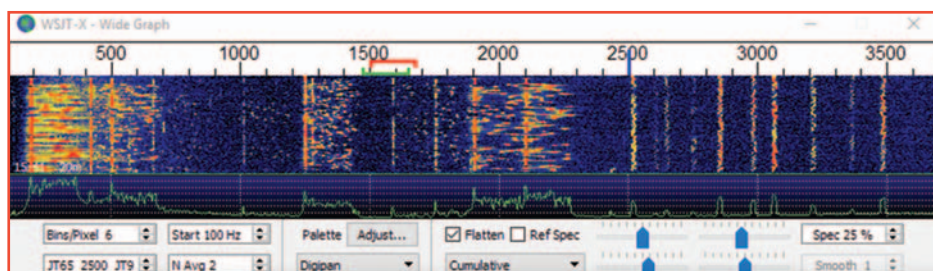 WSJT-X - Wide Graph
500 1000 1500 2000 2500 3000 3500
Bins/Pixel 6 Start 100 Hz Palette Adjust... Flatten Ref Spec Spec 25 %
JT65 2500 JT9 N Avg 2 Digipan Cumulative Smooth 1